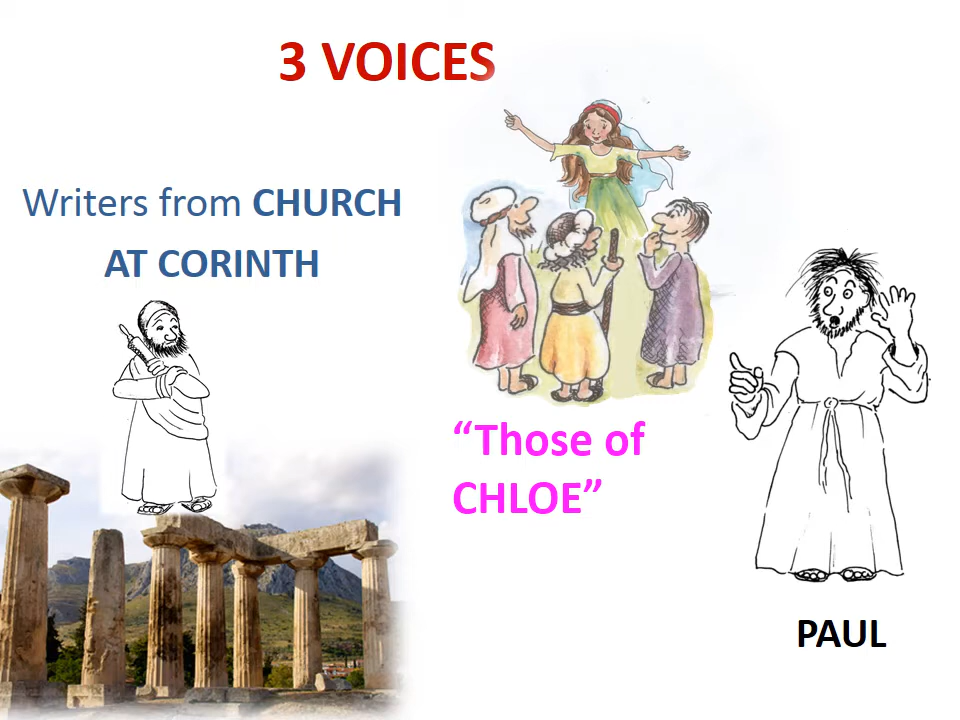 3 VOICES
Writers from CHURCH
AT CORINTH
“Those of
CHLOE”
PAUL